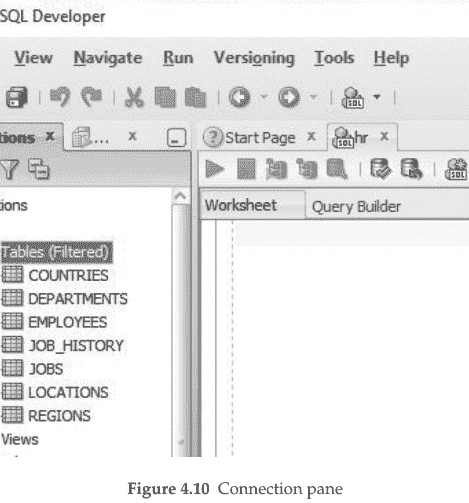 SQL Developer
View Navigate Run Versioning Tools Help
tions x .... x
Start Page x hr x
tions
Worksheet Query Builder
Tables (Filtered)
COUNTRIES
DEPARTMENTS
EMPLOYEES
JOB_HISTORY
JOBS
LOCATIONS
REGIONS
Views
Figure 4.10 Connection pane